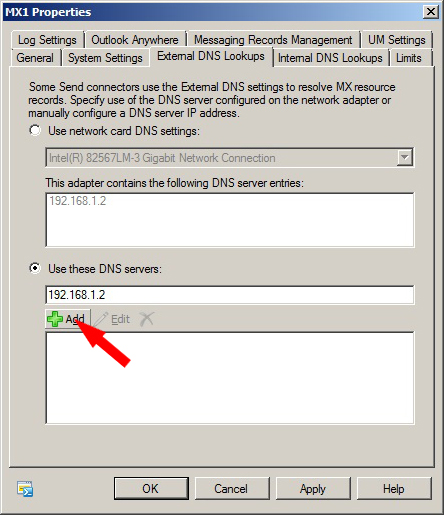 MX1 Properties
Log Settings Outlook Anywhere Messaging Records Management UM Settings
General System Settings External DNS Lookups Internal DNS Lookups Limits
Some Send connectors use the External DNS settings to resolve MX resource
records. Specify use of the DNS server configured on the network adapter or
manually configure a DNS server IP address.
Use network card DNS settings:
Intel(R) 82567LM-3 Gigabit Network Connection
This adapter contains the following DNS server entries:
192.168.1.2
Use these DNS servers:
192.168.1.2
Add Edit
OK Cancel Apply Help